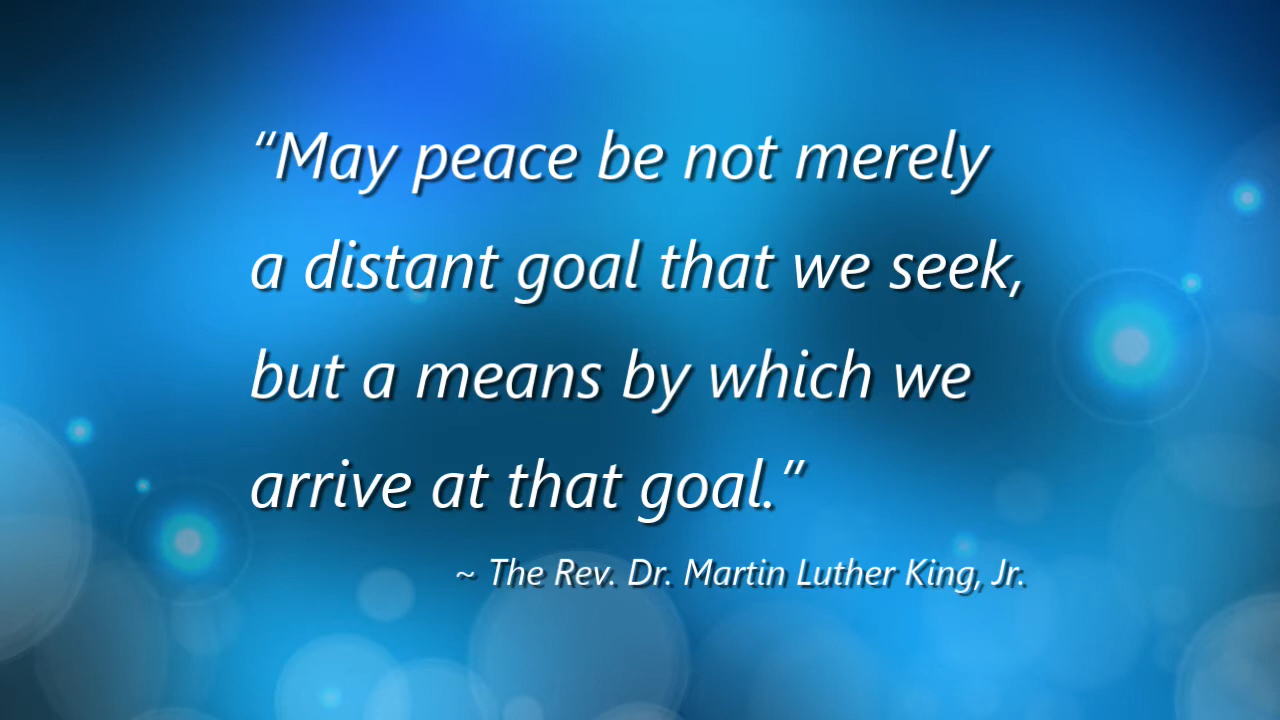 “May peace be not merely
a distant goal that we seek,
but a means by which we
arrive at that goal.”
~ The Rev. Dr. Martin Luther King, Jr.